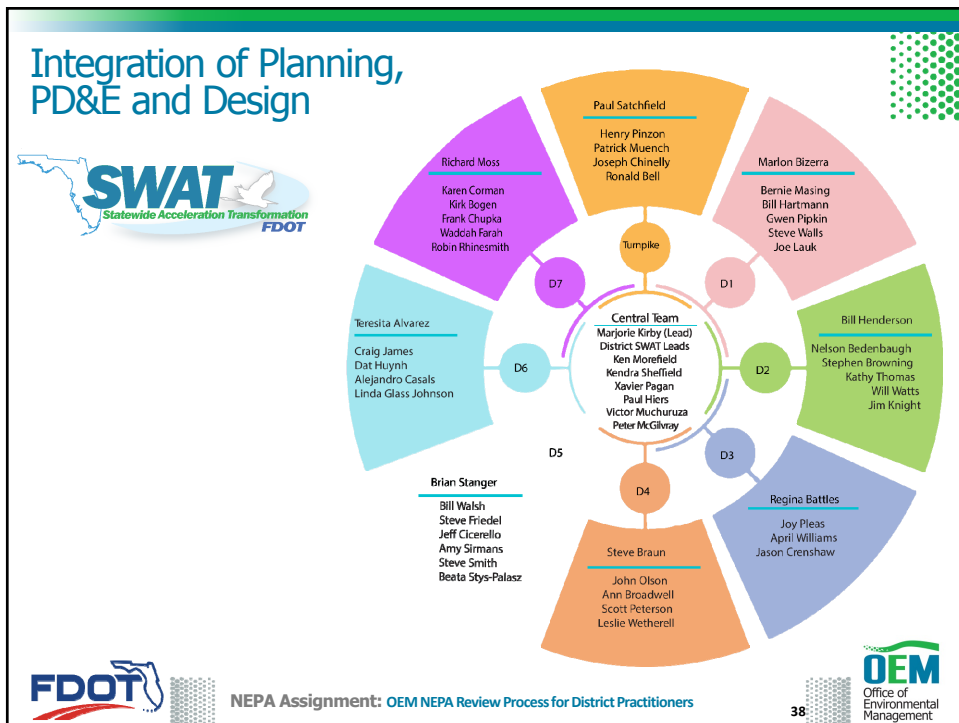 Integration of Planning,
PD&E and Design
SWAT
Statewide Acceleration Transformation
FDOT
Paul Satchfield
Henry Pinzon
Patrick Muench
Joseph Chinelly
Ronald Bell
Turnpike
Marlon Bizerra
Bernie Masing
Bill Hartmann
Gwen Pipkin
Steve Walls
Joe Lauk
D1
Bill Henderson
Nelson Bedenbaugh
Stephen Browning
Kathy Thomas
Will Watts
Jim Knight
D2
Regina Battles
Joy Pleas
April Williams
Jason Crenshaw
D3
Steve Braun
John Olson
Ann Broadwell
Scott Peterson
Leslie Wetherell
D4
D5
Brian Stanger
Bill Walsh
Steve Friedel
Jeff Cicerello
Amy Sirmans
Steve Smith
Beata Stys-Palasz
Teresita Alvarez
Craig James
Dat Huynh
Alejandro Casals
Linda Glass Johnson
D6
Richard Moss
Karen Corman
Kirk Bogen
Frank Chupka
Waddah Farah
Robin Rhinesmith
D7
Central Team
Marjorie Kirby (Lead)
District SWAT Leads
Ken Morefield
Kendra Sheffield
Xavier Pagan
Paul Hiers
Victor Muchuruza
Peter McGilvray
FDOT
NEPA Assignment: OEM NEPA Review Process for District Practitioners
38
OEM
Office of
Environmental
Management